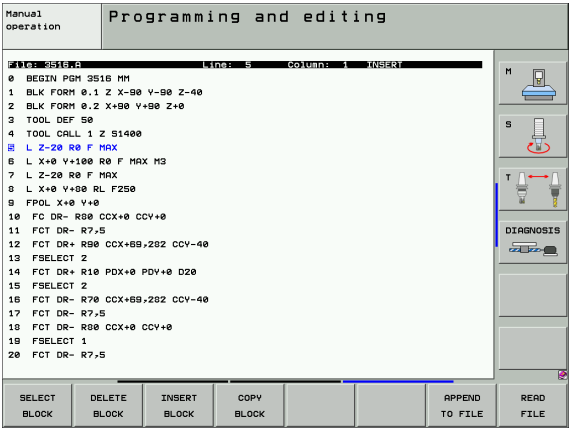 Manual
operation
Programming and editing
File: 3516.A Line: 5 Column: 1 INSERT
0 BEGIN PGM 3516 MM
1 BLK FORM 0.1 Z X-90 Y-90 Z-40
2 BLK FORM 0.2 X+90 Y+90 Z+0
3 TOOL DEF 50
4 TOOL CALL 1 Z S1400
5 L Z-20 R0 F MAX
6 L X+0 Y+100 R0 F MAX M3
7 L Z-20 R0 F MAX
8 L X+0 Y+80 RL F250
9 FPOL X+0 Y+0
10 FC DR- R80 CCX+0 CCY+0
11 FCT DR- R7,5
12 FCT DR+ R90 CCX+69,282 CCY-40
13 FSELECT 2
14 FCT DR+ R10 PDX+0 PDY+0 D20
15 FSELECT 2
16 FCT DR- R70 CCX+69,282 CCY-40
17 FCT DR- R7,5
18 FCT DR- R80 CCX+0 CCY+0
19 FSELECT 1
20 FCT DR- R7,5
M
S
T
DIAGNOSIS
SELECT
BLOCK
DELETE
BLOCK
INSERT
BLOCK
COPY
BLOCK
APPEND
TO FILE
READ
FILE